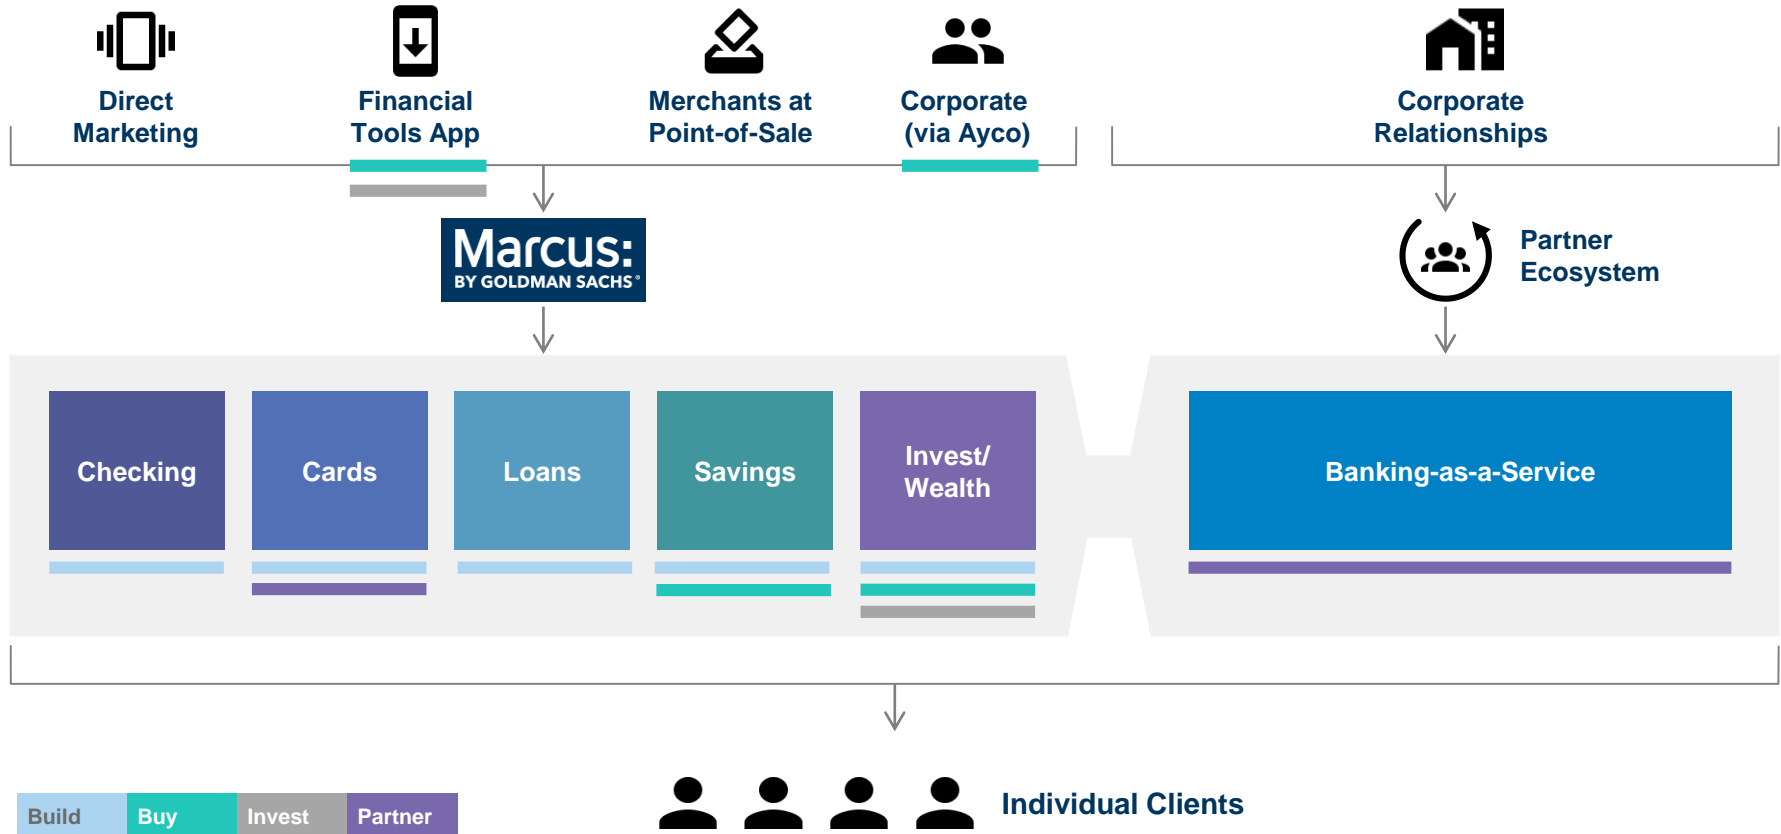 Direct
Marketing
Financial
Tools App
Merchants at
Point-of-Sale
Corporate
(via Ayco)
Corporate
Relationships
Marcus:
BY GOLDMAN SACHS®
Partner
Ecosystem
Checking
Cards
Loans
Savings
Invest/
Wealth
Banking-as-a-Service
Build
Buy
Invest
Partner
Individual Clients